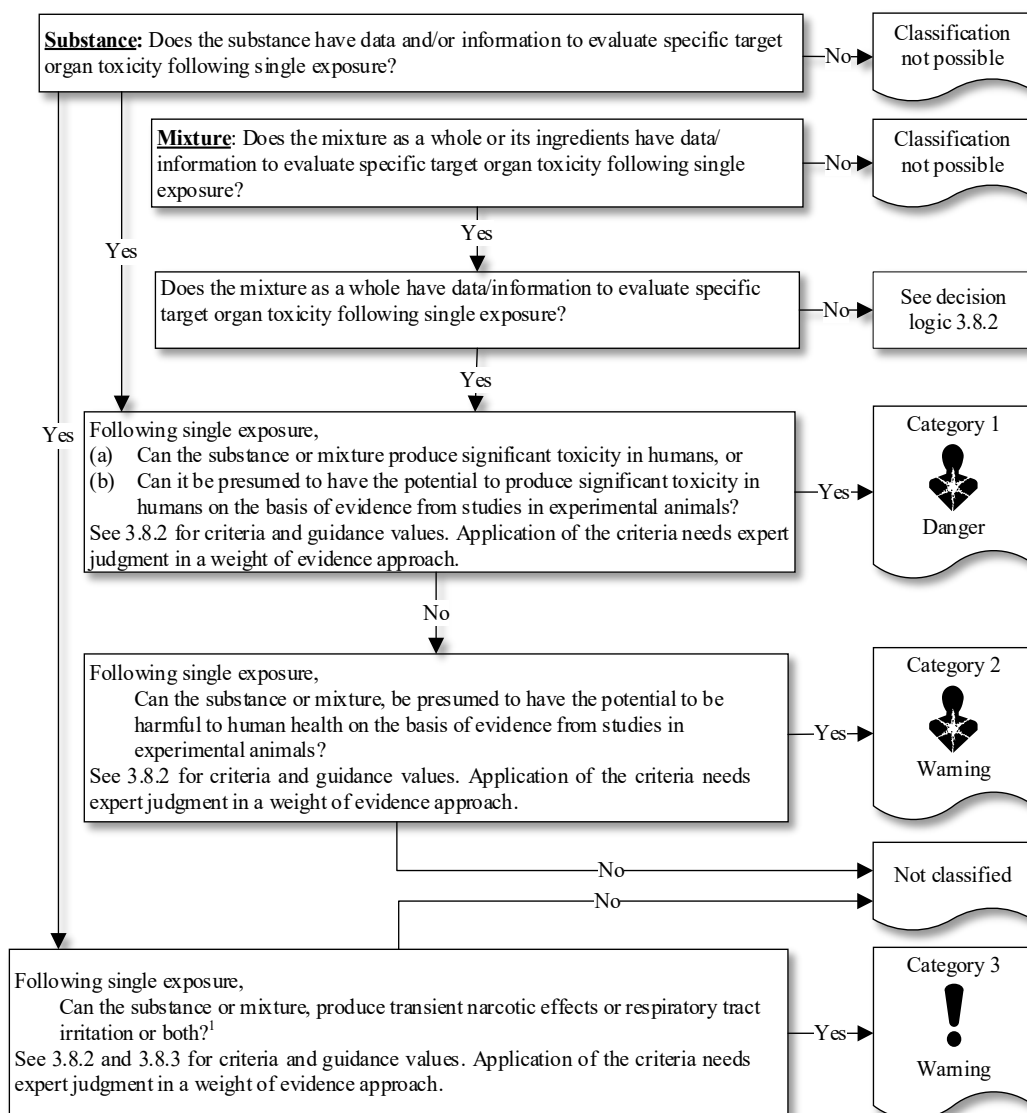 Substance: Does the substance have data and/or information to evaluate specific target
organ toxicity following single exposure?
No
Classification
not possible
Mixture: Does the mixture as a whole or its ingredients have data/
information to evaluate specific target organ toxicity following single
exposure?
No
Classification
not possible
Yes
Yes
Does the mixture as a whole have data/information to evaluate specific
target organ toxicity following single exposure?
No
See decision
logic 3.8.2
Yes
Yes
Following single exposure,
(a) Can the substance or mixture produce significant toxicity in humans, or
(b) Can it be presumed to have the potential to produce significant toxicity in
humans on the basis of evidence from studies in experimental animals?
See 3.8.2 for criteria and guidance values. Application of the criteria needs expert
judgment in a weight of evidence approach.
Yes
Category 1
Danger
No
Following single exposure,
Can the substance or mixture, be presumed to have the potential to be
harmful to human health on the basis of evidence from studies in
experimental animals?
See 3.8.2 for criteria and guidance values. Application of the criteria needs
expert judgment in a weight of evidence approach.
Yes
Category 2
Warning
No
Not classified
No
Following single exposure,
Can the substance or mixture, produce transient narcotic effects or respiratory tract
irritation or both?1
See 3.8.2 and 3.8.3 for criteria and guidance values. Application of the criteria needs
expert judgment in a weight of evidence approach.
Yes
Category 3
Warning